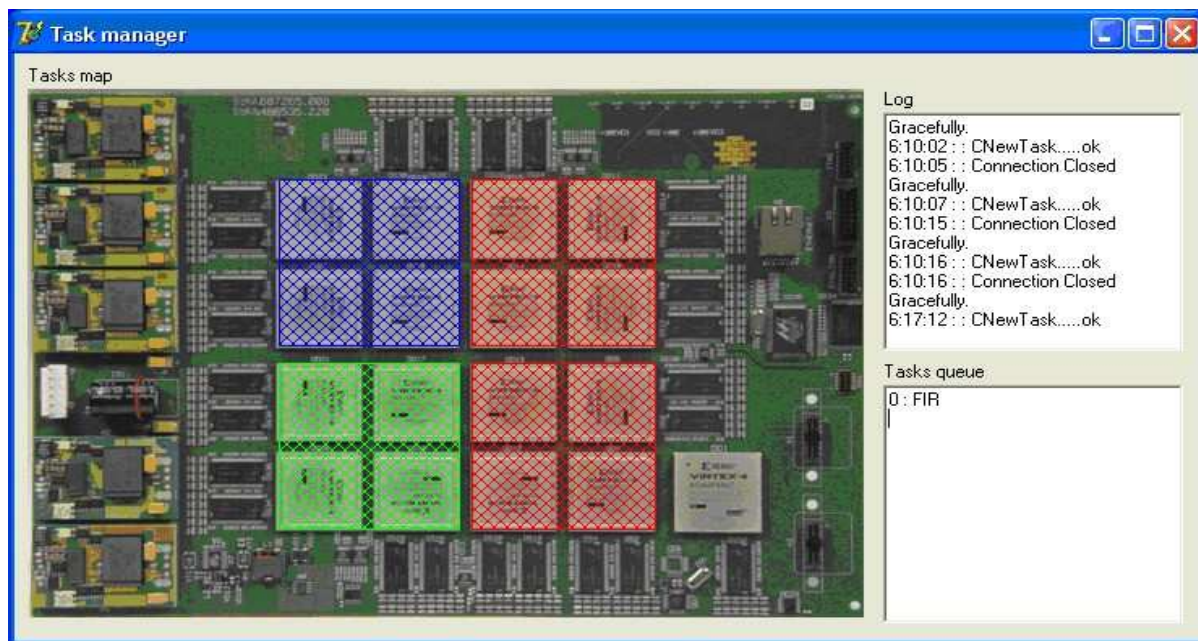 Task manager
Tasks map
Log
Gracefully.
6:10:02 : : CNewTask.....ok
6:10:05 : : Connection Closed
Gracefully.
6:10:07 : : CNewTask.....ok
6:10:15 : : Connection Closed
Gracefully.
6:10:16 : : CNewTask.....ok
6:10:16 : : Connection Closed
Gracefully.
6:17:12 : : CNewTask.....ok
Tasks queue
0 : FIR
VIRTEX-4